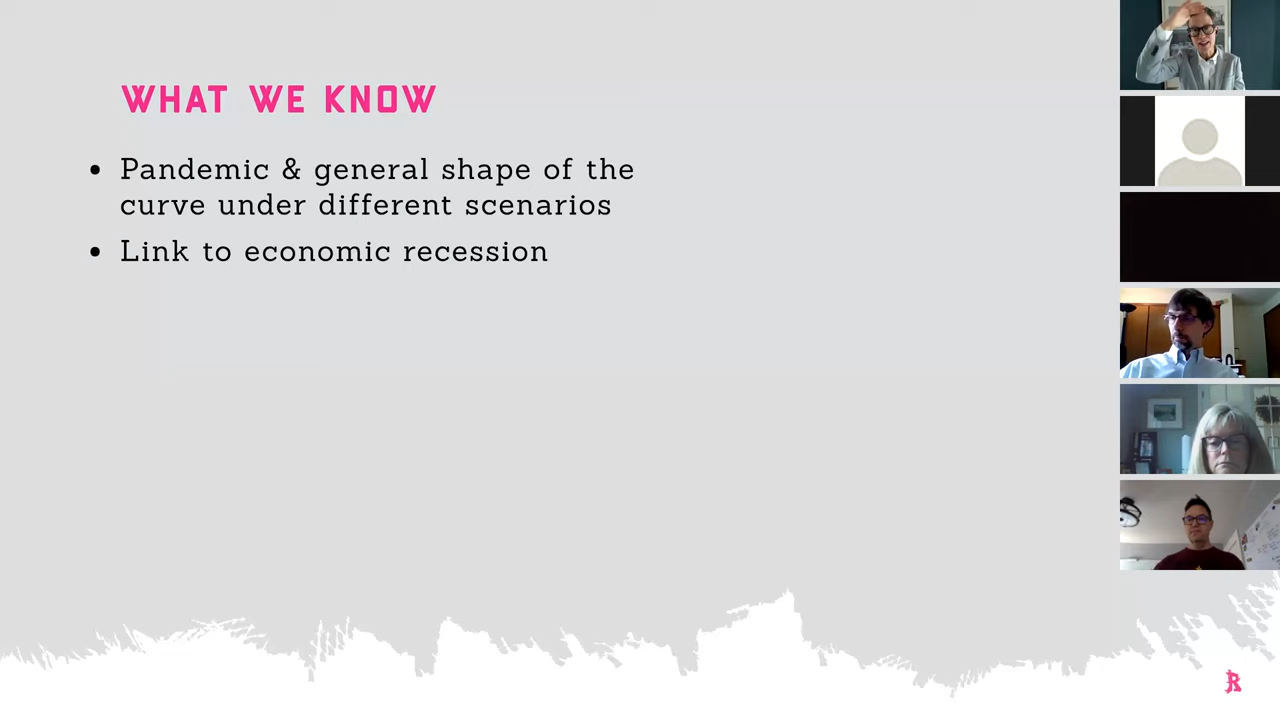 WHAT WE KNOW
• Pandemic & general shape of the
curve under different scenarios
• Link to economic recession
R